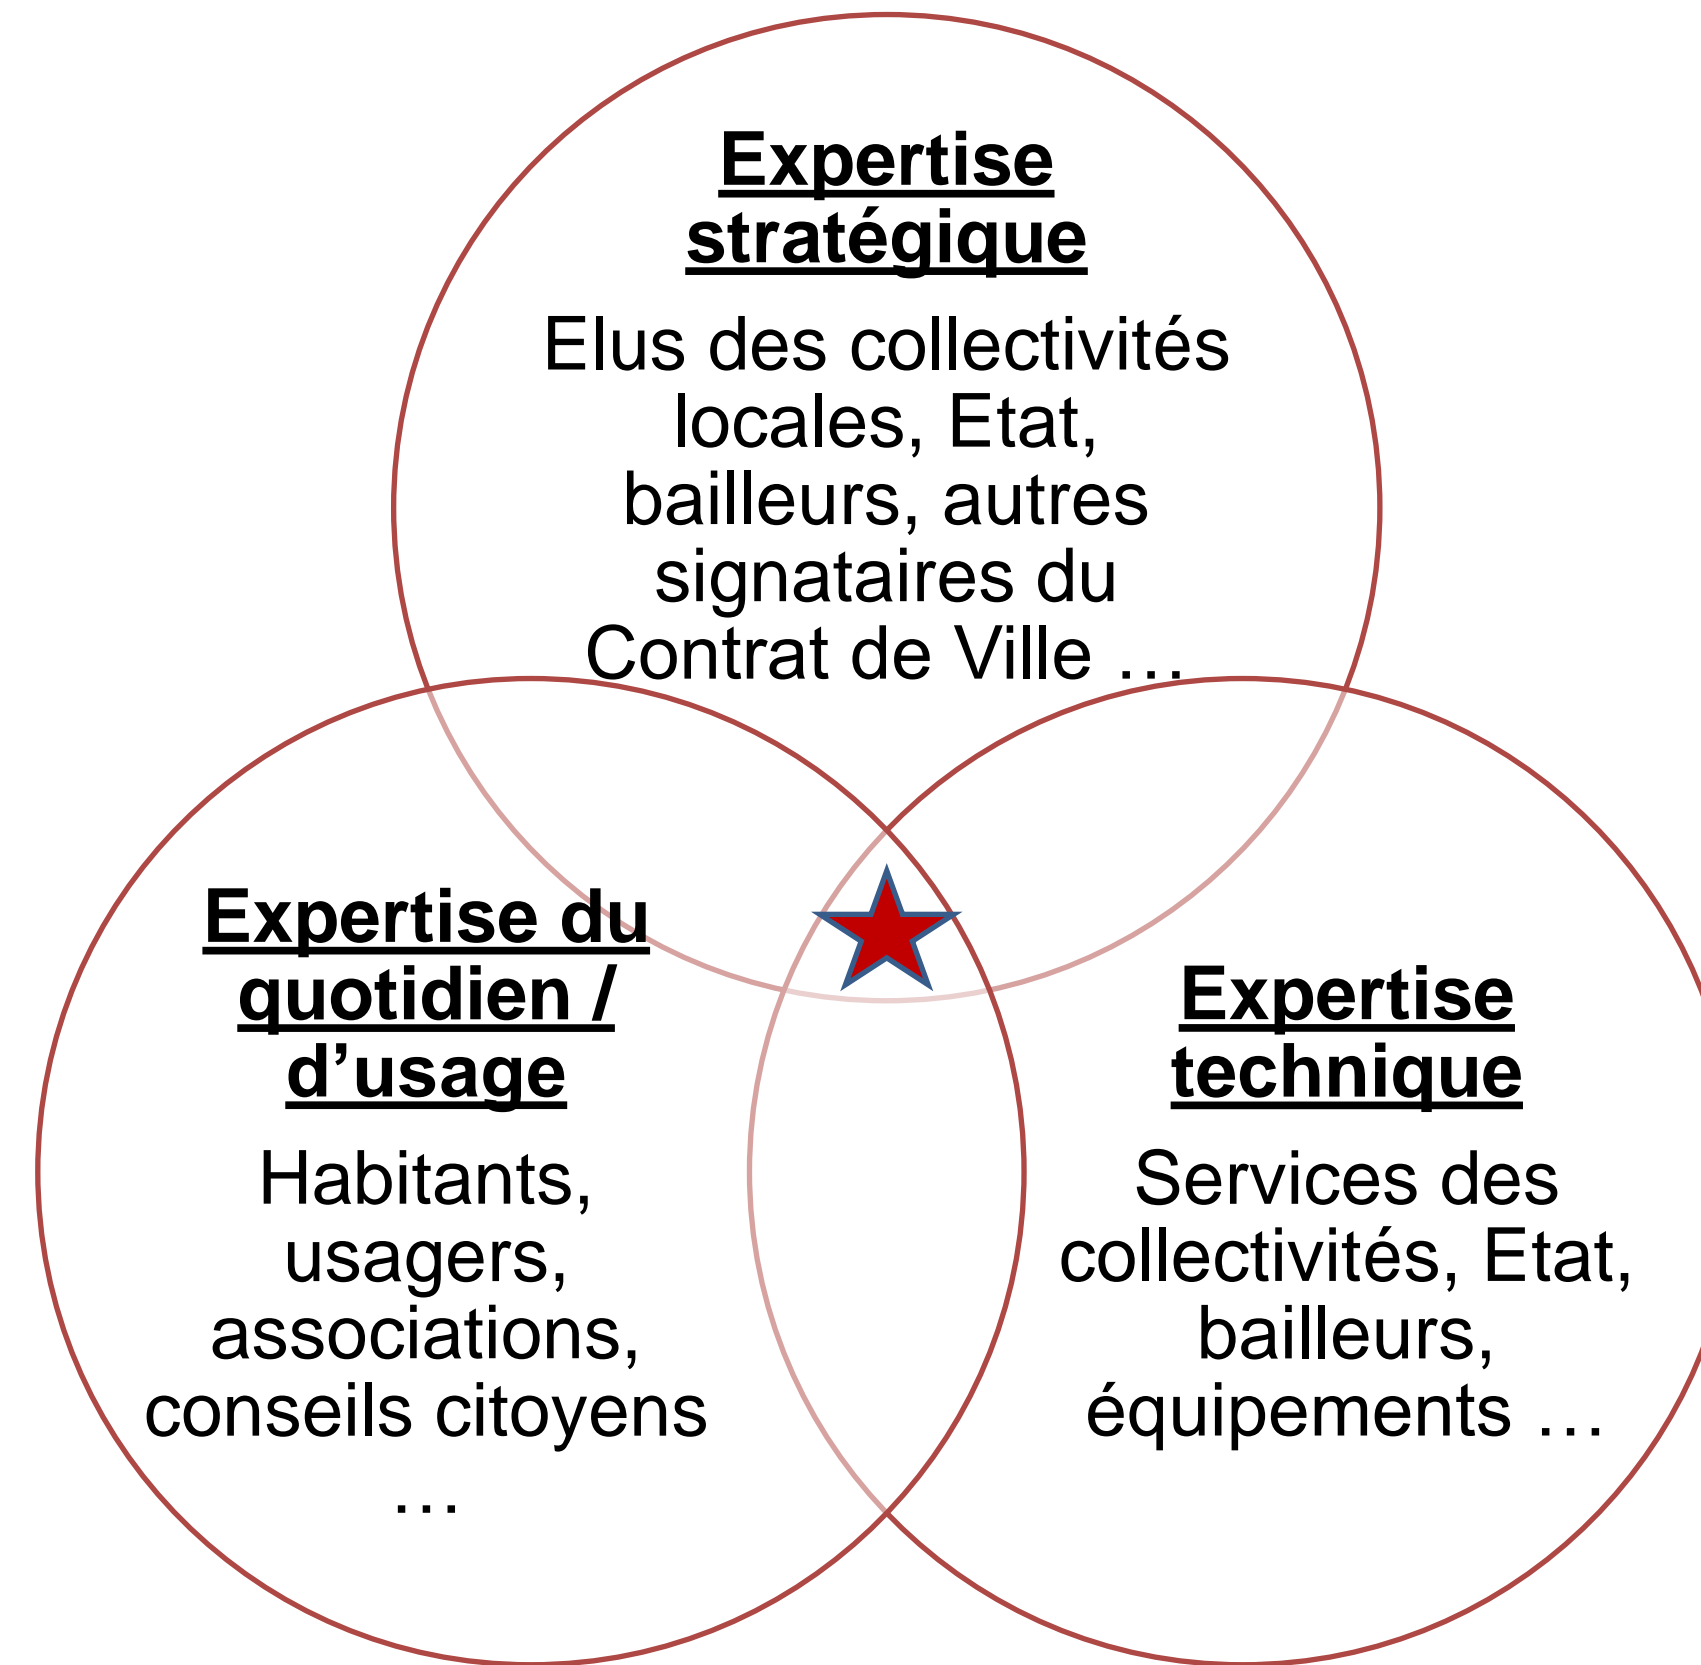 Expertise
stratégique
Elus des collectivités
locales, Etat,
bailleurs, autres
signataires du
Contrat de Ville …
Expertise du
quotidien /
d’usage
Habitants,
usagers,
associations,
conseils citoyens
…
Expertise
technique
Services des
collectivités, Etat,
bailleurs,
équipements …